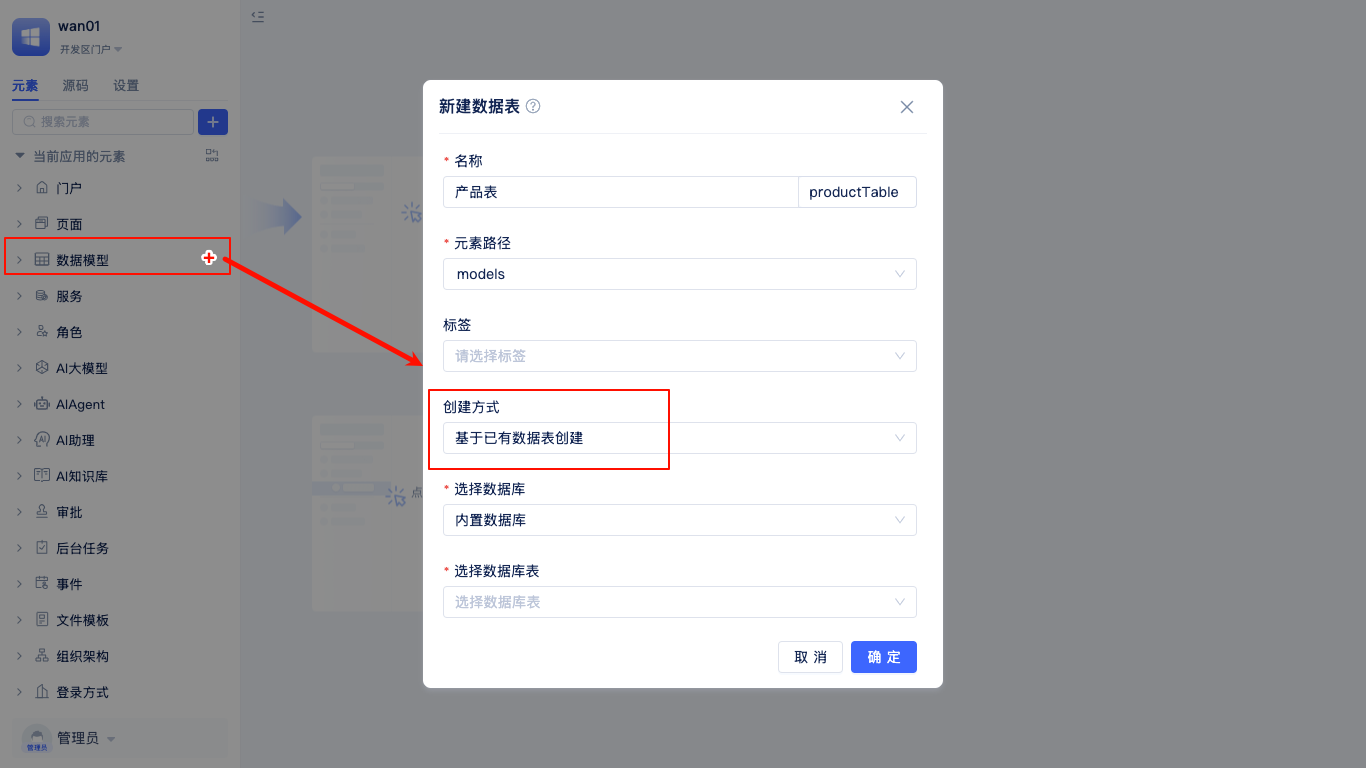 wan01
开发区门户
元素 源码 设置
搜索元素
当前应用的元素
门户
页面
数据模型
服务
角色
AI大模型
AIAgent
AI助理
AI知识库
审批
后台任务
事件
文件模板
组织架构
登录方式
管理员
管理员
点
新建数据表
* 名称
产品表 productTable
* 元素路径
models
标签
请选择标签
创建方式
基于已有数据表创建
* 选择数据库
内置数据库
* 选择数据库表
选择数据库表
取 消 确 定